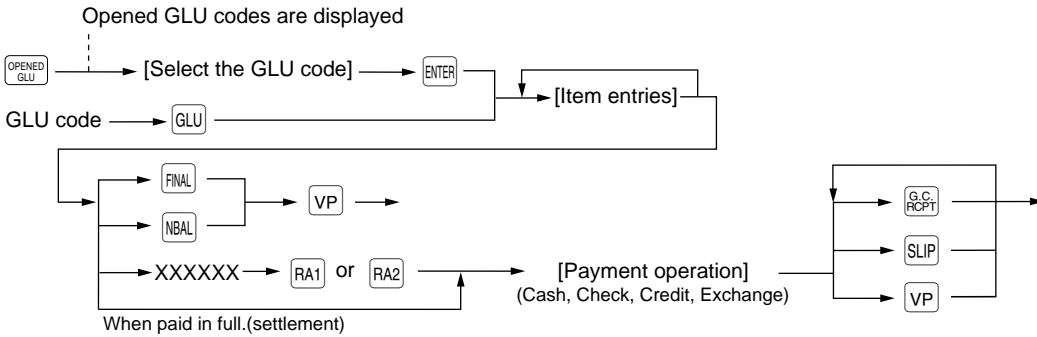 Opened GLU codes are displayed
OPENED GLU [Select the GLU code] ENTER
[Item entries]
GLU code GLU
FINAL
VP
NBAL
XXXXXX RA1 or RA2
When paid in full.(settlement)
[Payment operation]
(Cash, Check, Credit, Exchange)
G.C. RCPT
SLIP
VP